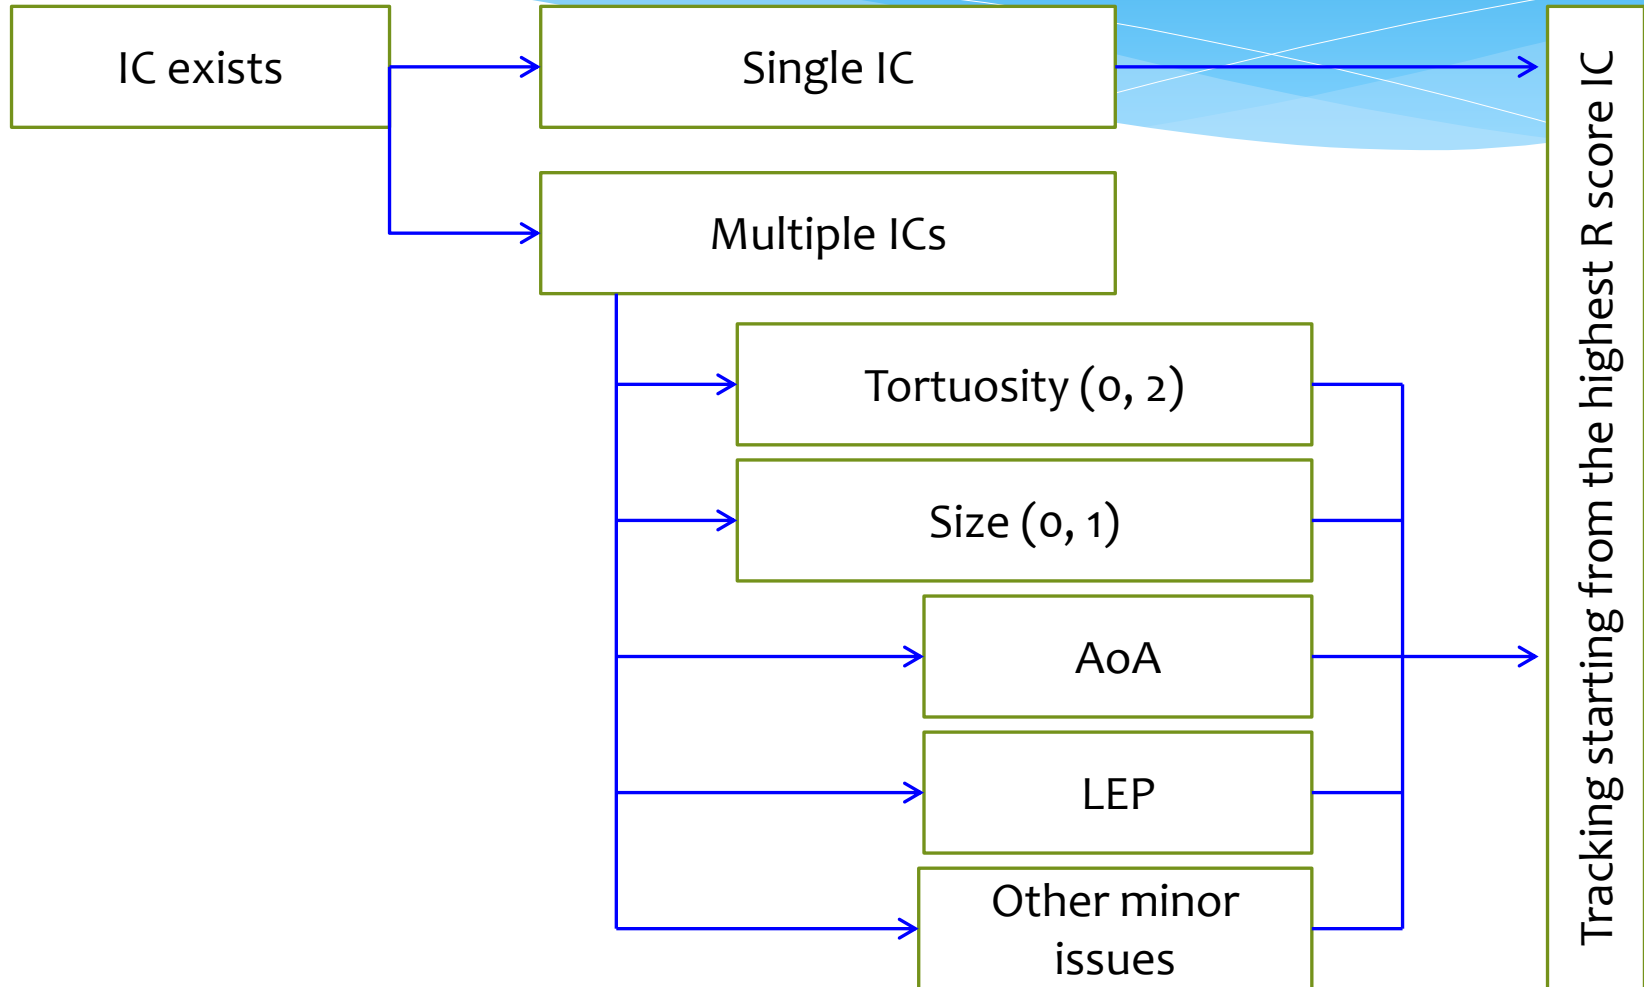 IC exists
Single IC
Multiple ICs
Tortuosity (0, 2)
Size (0, 1)
AoA
LEP
Other minor
issues
Tracking starting from the highest R score IC